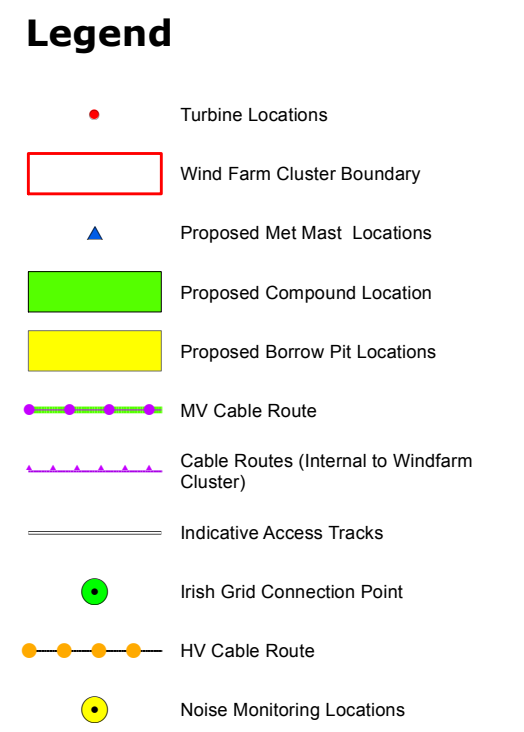 Legend
Turbine Locations
Wind Farm Cluster Boundary
Proposed Met Mast  Locations
Proposed Compound Location
Proposed Borrow Pit Locations
MV Cable Route
Cable Routes (Internal to Windfarm
Cluster)
Indicative Access Tracks
Irish Grid Connection Point
HV Cable Route
Noise Monitoring Locations